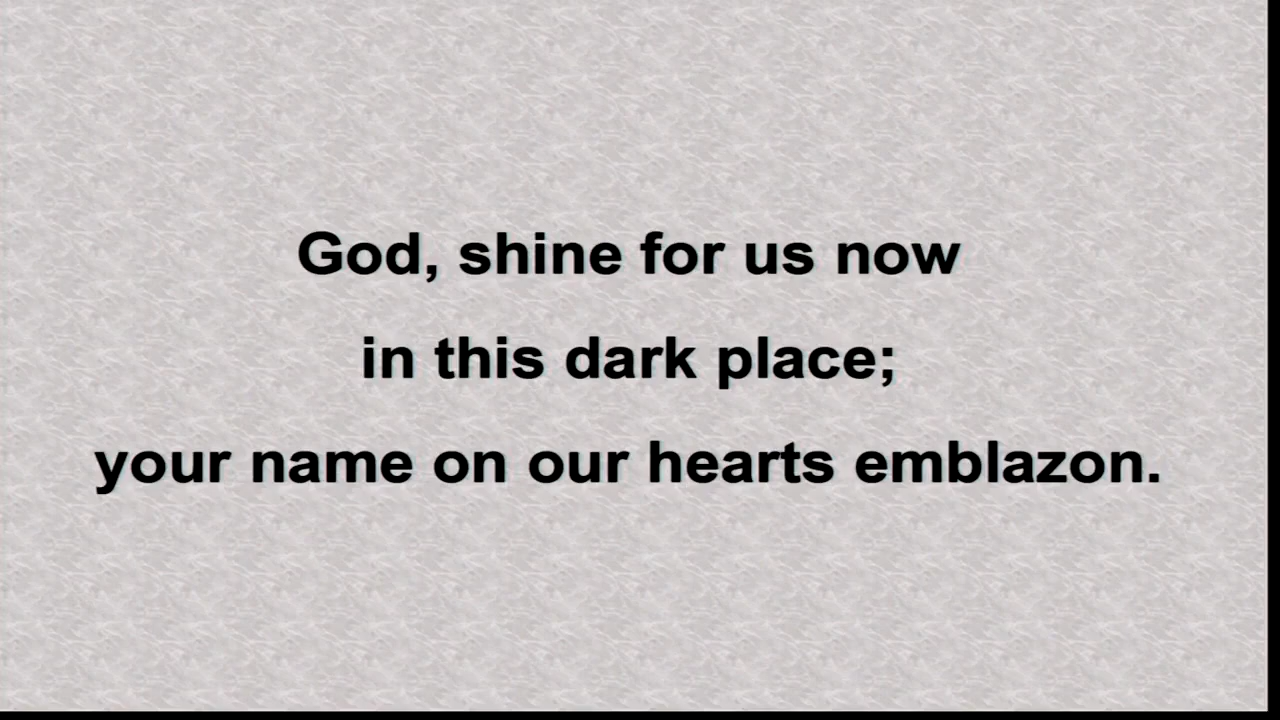 God, shine for us now
in this dark place;
your name on our hearts emblazon.